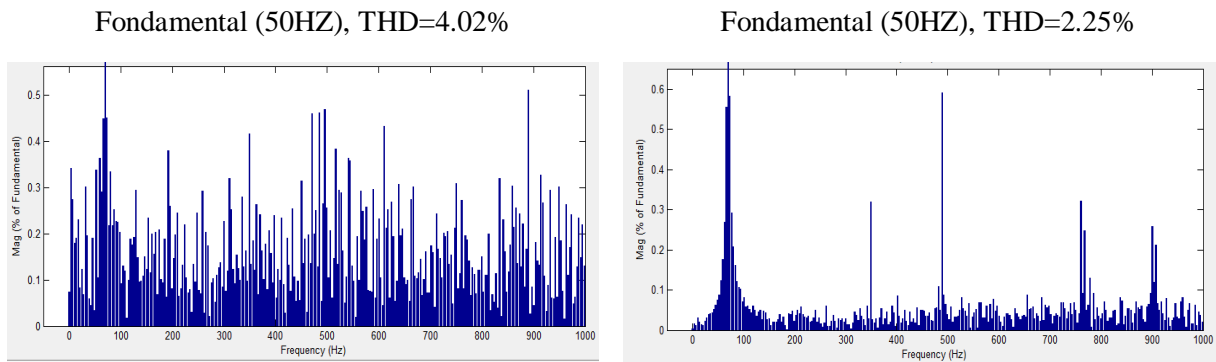 Fondamental (50HZ), THD=4.02%
Fondamental (50HZ), THD=2.25%
0.5
0.4
0.3
0.2
0.1
0
Mag (% of Fundamental)
0 100 200 300 400 500 600 700 800 900 1000
Frequency (Hz)
0.6
0.5
0.4
0.3
0.2
0.1
0
Mag (% of Fundamental)
0 100 200 300 400 500 600 700 800 900 1000
Frequency (Hz)